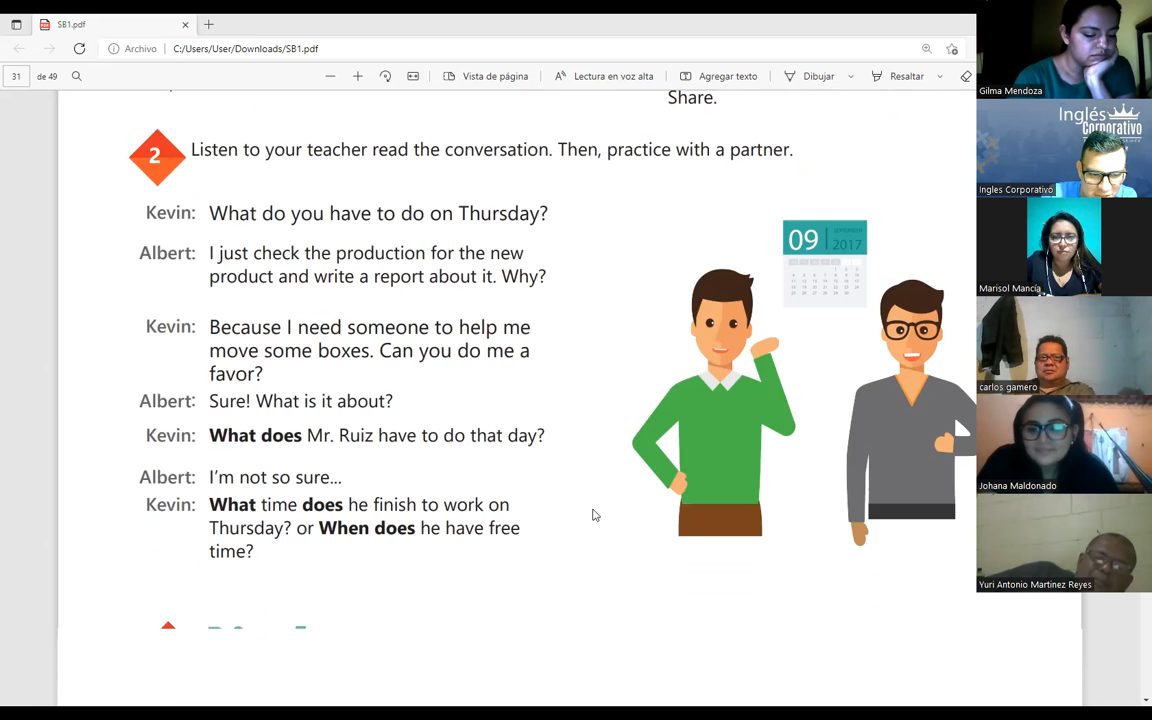 SB1.pdf
Archivo
C:/Users/User/Downloads/SB1.pdf
31
de 49
Vista de página
Lectura en voz alta
Agregar texto
Dibujar
Resaltar
Share.
2
Listen to your teacher read the conversation. Then, practice with a partner.
Kevin: What do you have to do on Thursday?
Albert: I just check the production for the new
product and write a report about it. Why?
Kevin: Because I need someone to help me
move some boxes. Can you do me a
favor?
Albert: Sure! What is it about?
Kevin: What does Mr. Ruiz have to do that day?
Albert: I'm not so sure...
Kevin: What time does he finish to work on
Thursday? or When does he have free
time?
09
2017
Gilma Mendoza
Inglés
Corporativo
Ingles Corporativo
Marisol Mancía
carlos gamero
Johana Maldonado
Yuri Antonio Martinez Reyes